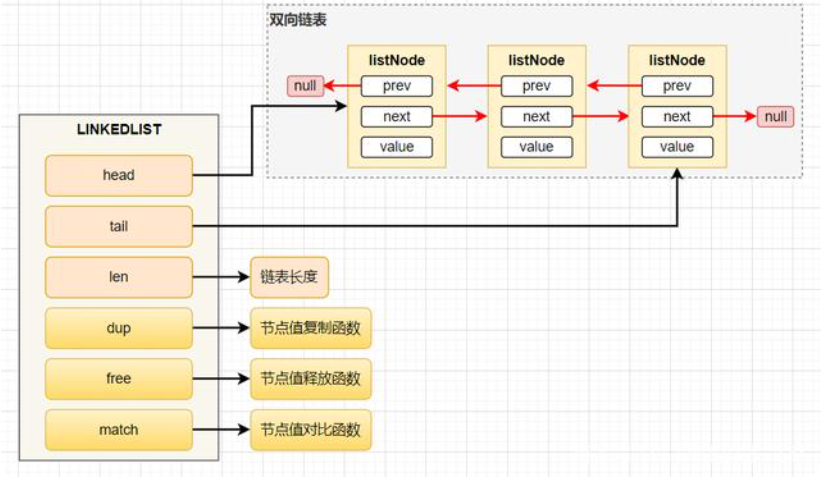 双向链表
listNode
listNode
listNode
null
prev
prev
prev
next
next
next
null
value
value
value
LINKEDLIST
head
tail
len
链表长度
dup
节点值复制函数
free
节点值释放函数
match
节点值对比函数